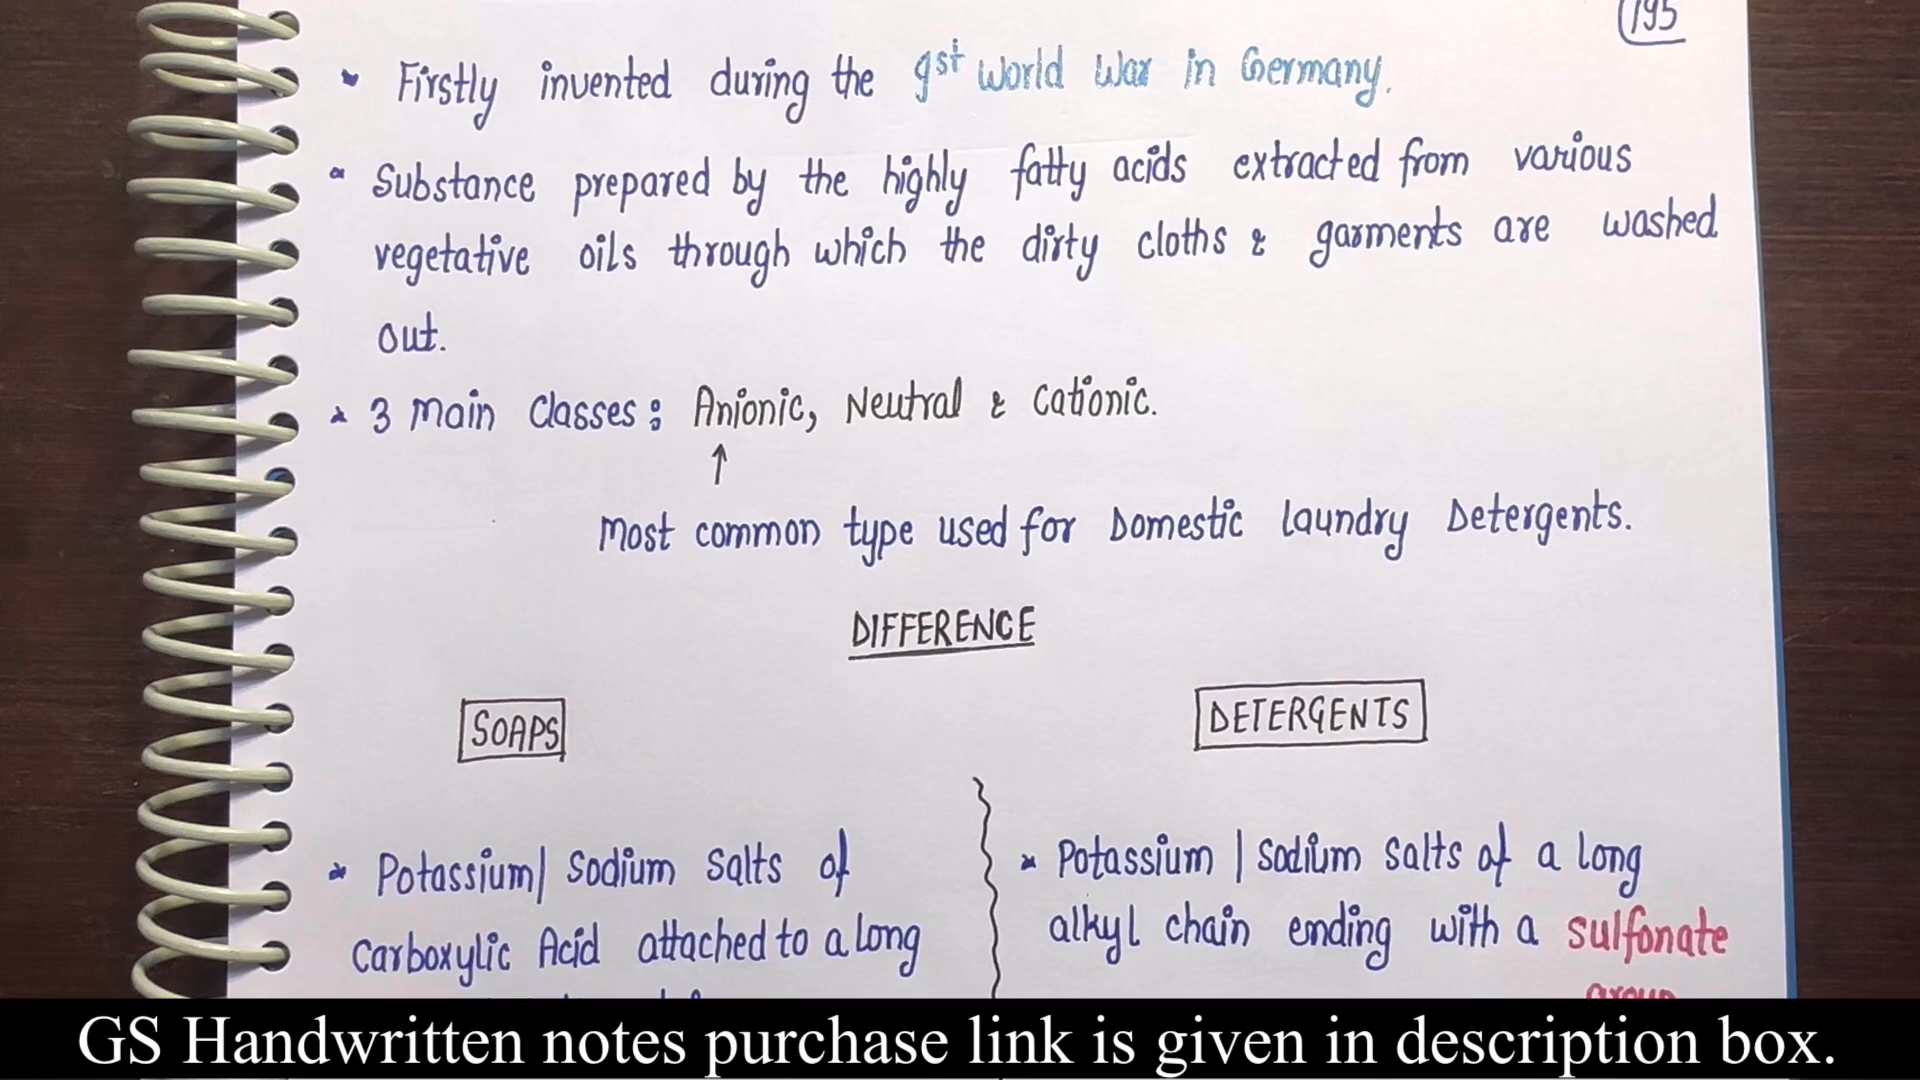 195
Firstly invented during the Ist World War in Germany.
Substance prepared by the highly fatty acids extracted from various
vegetative oils through which the dirty cloths & garments are washed
out.
3 Main Classes: Anionic, Neutral & Cationic.
↑
Most common type used for Domestic Laundry Detergents.
DIFFERENCE
SOAPS
DETERGENTS
Potassium/ Sodium Salts of
Carboxylic Acid attached to a long
Potassium | Sodium Salts of a long
alkyl chain ending with a sulfonate
group
GS Handwritten notes purchase link is given in description box.